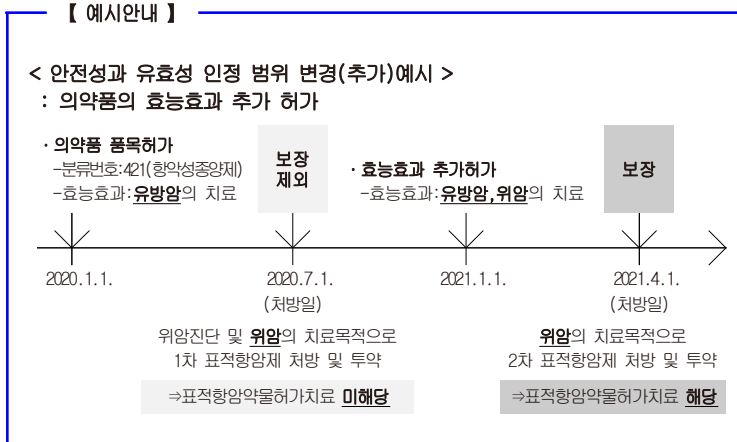 【 예시안내 】
< 안전성과 유효성 인정 범위 변경(추가)예시 >
: 의약품의 효능효과 추가 허가
· 의약품 품목허가
-분류번호:421(항악성종양제)
-효능효과:유방암의 치료
보장
제외
· 효능효과 추가허가
-효능효과:유방암,위암의 치료
보장
2020.1.1.
2020.7.1.
(처방일)
2021.1.1.
2021.4.1.
(처방일)
위암진단 및 위암의 치료목적으로
1차 표적항암제 처방 및 투약
⇒표적항암약물허가치료 미해당
위암의 치료목적으로
2차 표적항암제 처방 및 투약
⇒표적항암약물허가치료 해당